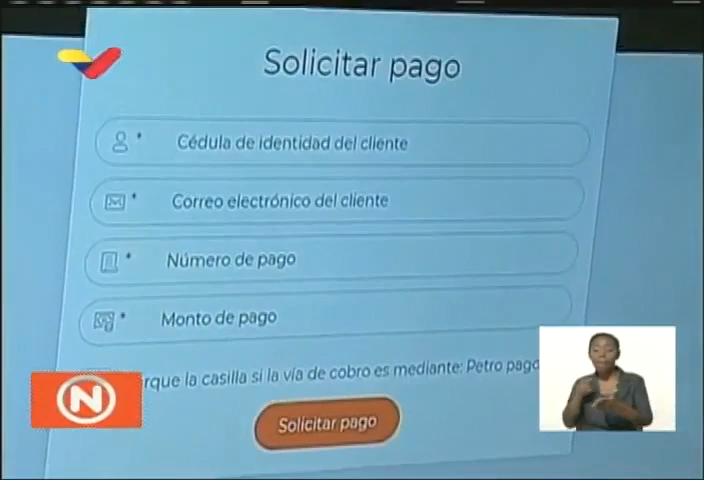 Solicitar pago
* Cédula de identidad del cliente
* Correo electrónico del cliente
* Número de pago
* Monto de pago
la casilla si la vía de cobro es mediante: Petro pago
N
Solicitar pago